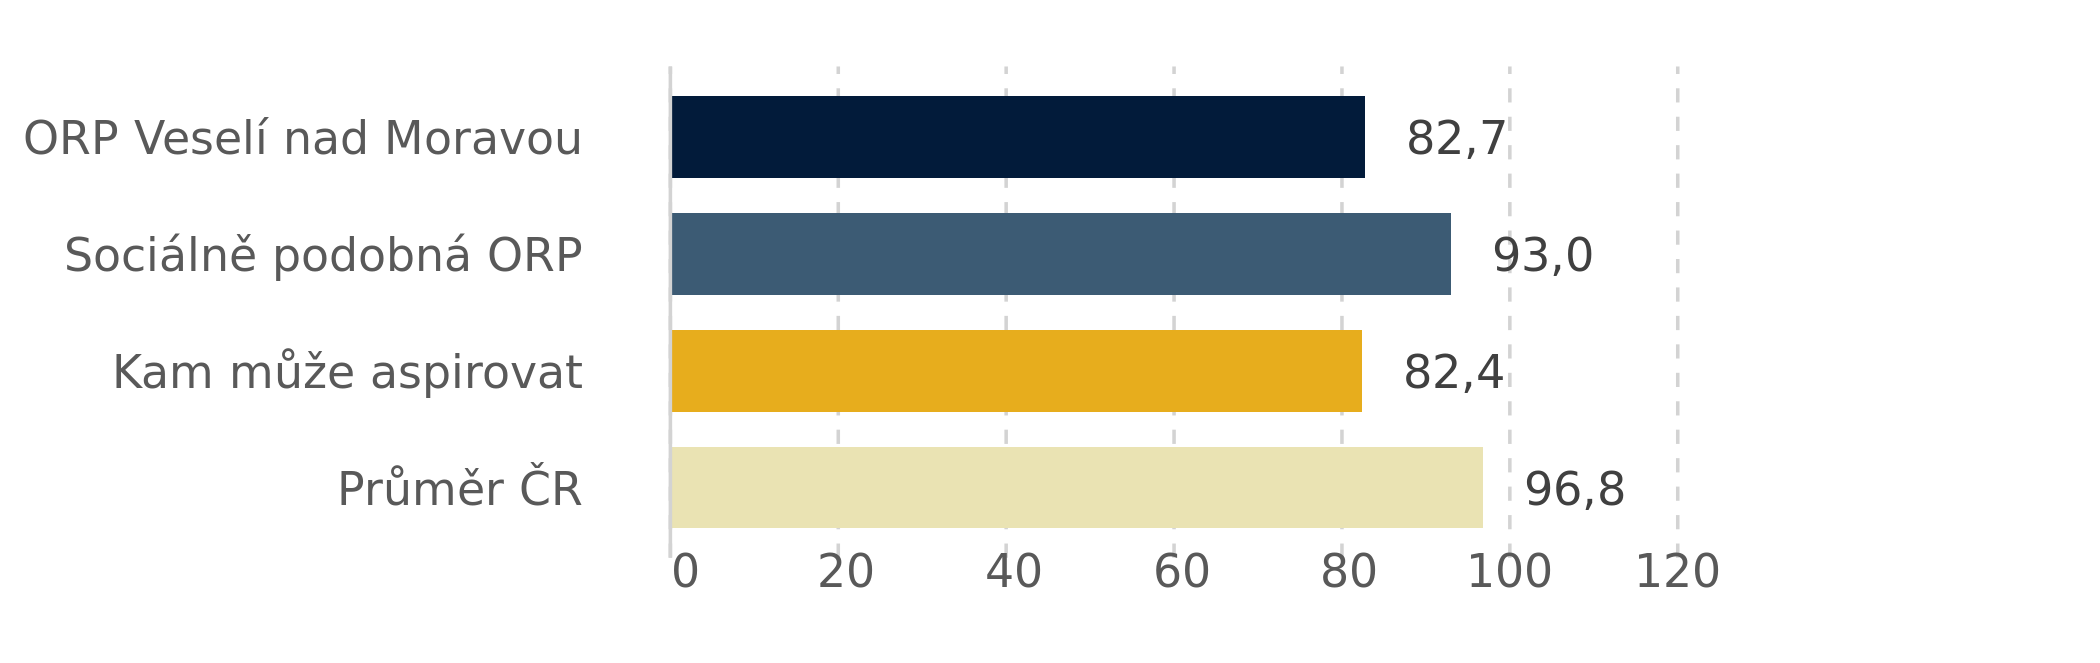 ORP Veselí nad Moravou 82,7
Sociálně podobná ORP 93,0
Kam může aspirovat 82,4
Průměr ČR 96,8
0 20 40 60 80 100 120